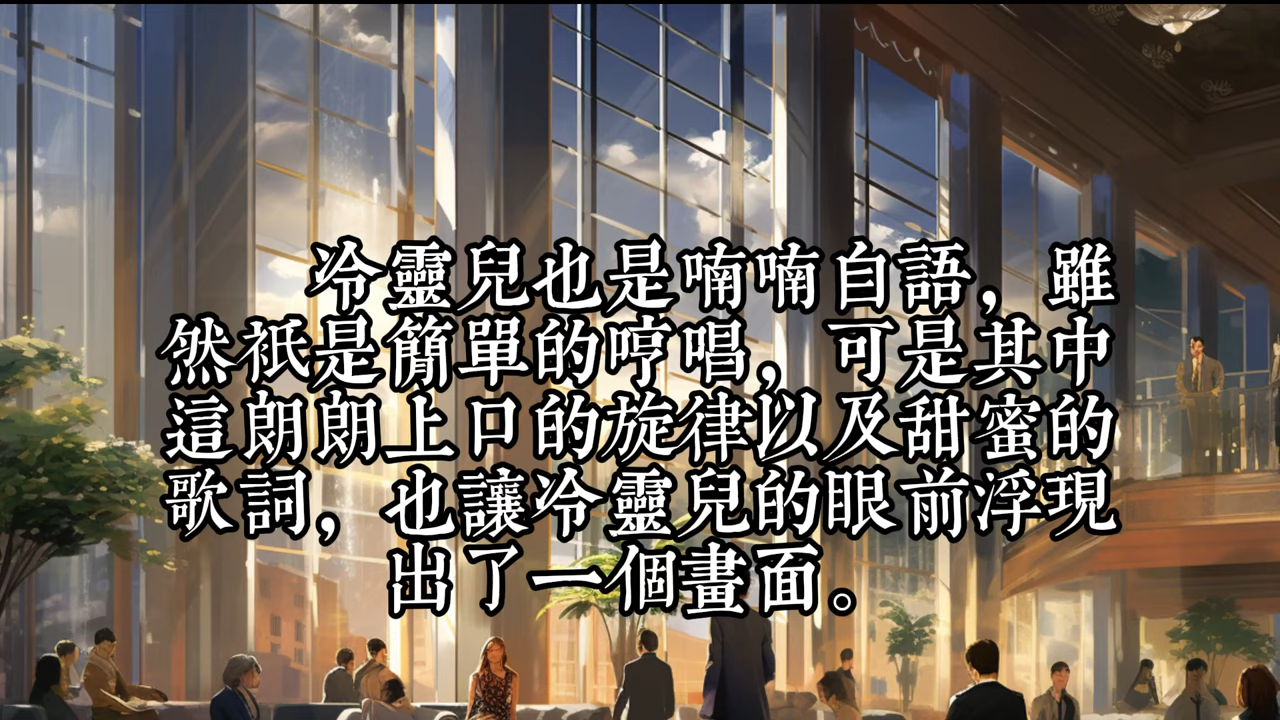 冷靈兒也是喃喃自語，雖
然衹是簡單的哼唱，可是其中
這朗朗上口的旋律以及甜蜜的
歌詞，也讓冷靈兒的眼前浮現
出了一個畫面。